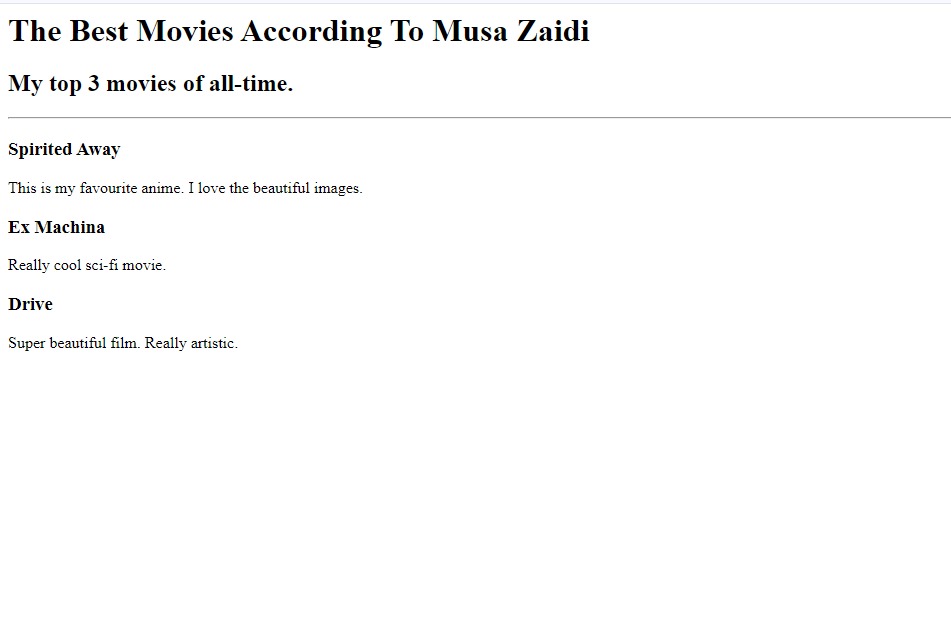 The Best Movies According To Musa Zaidi
My top 3 movies of all-time.
Spirited Away
This is my favourite anime. I love the beautiful images.
Ex Machina
Really cool sci-fi movie.
Drive
Super beautiful film. Really artistic.